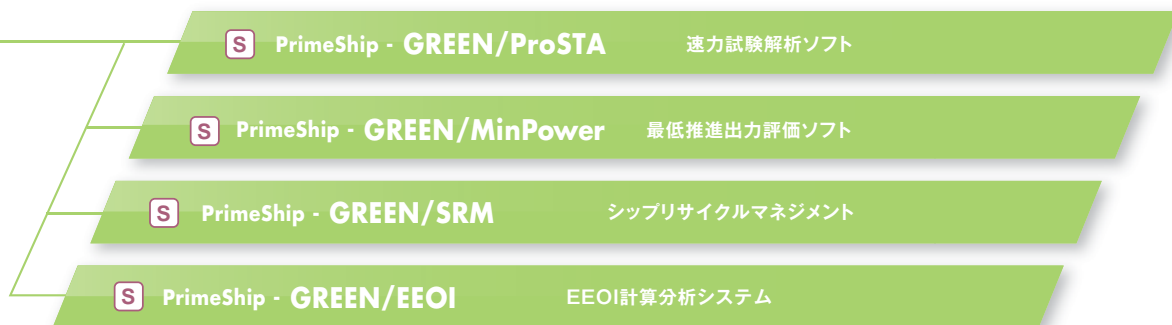 S PrimeShip - GREEN/ProSTA 速力試験解析ソフト
S PrimeShip - GREEN/MinPower 最低推進出力評価ソフト
S PrimeShip - GREEN/SRM シップリサイクルマネジメント
S PrimeShip - GREEN/EEOI EEOI計算分析システム